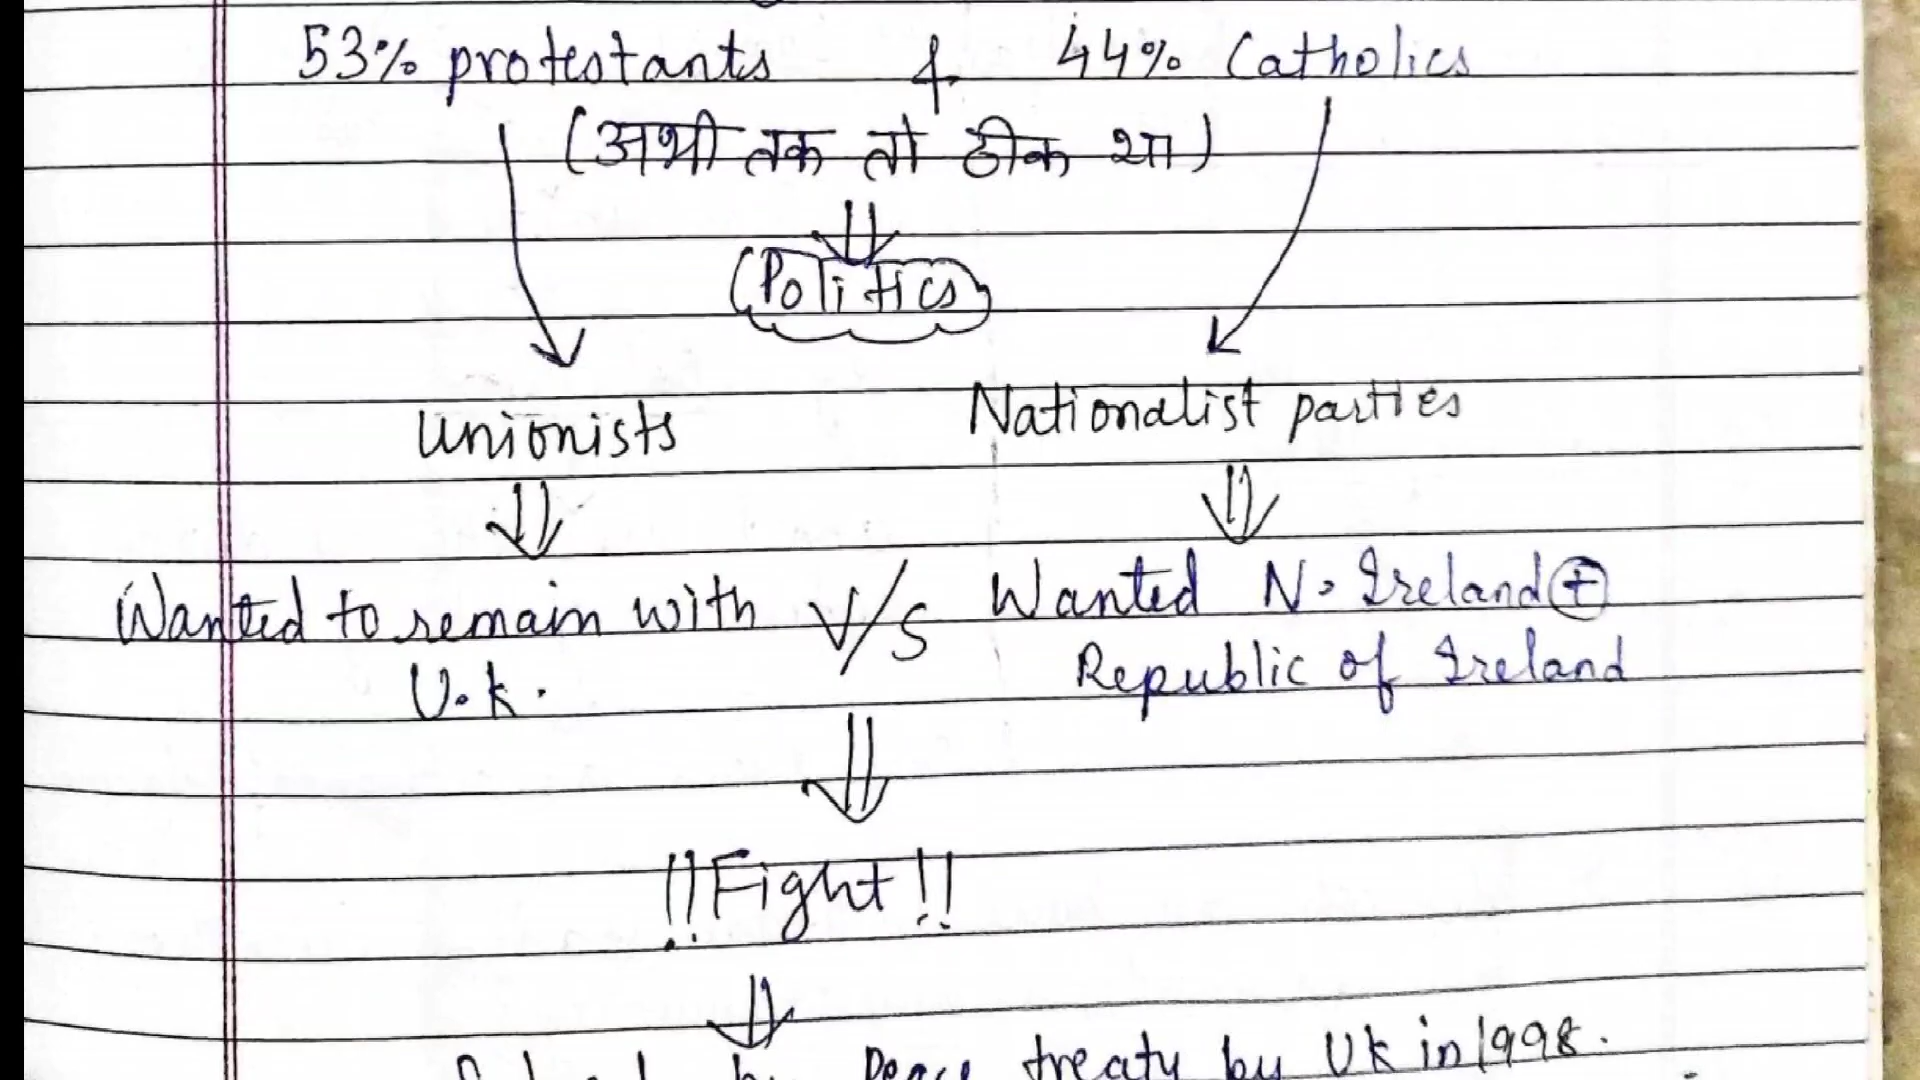 53% protestants & 44% Catholics
(अभी तक तो ठीक था)
Politics
Unionists Nationalist parties
Wanted to remain with U.K. V/S Wanted N. Ireland + Republic of Ireland
!!Fight!!
by Peace treaty by UK in 1998.